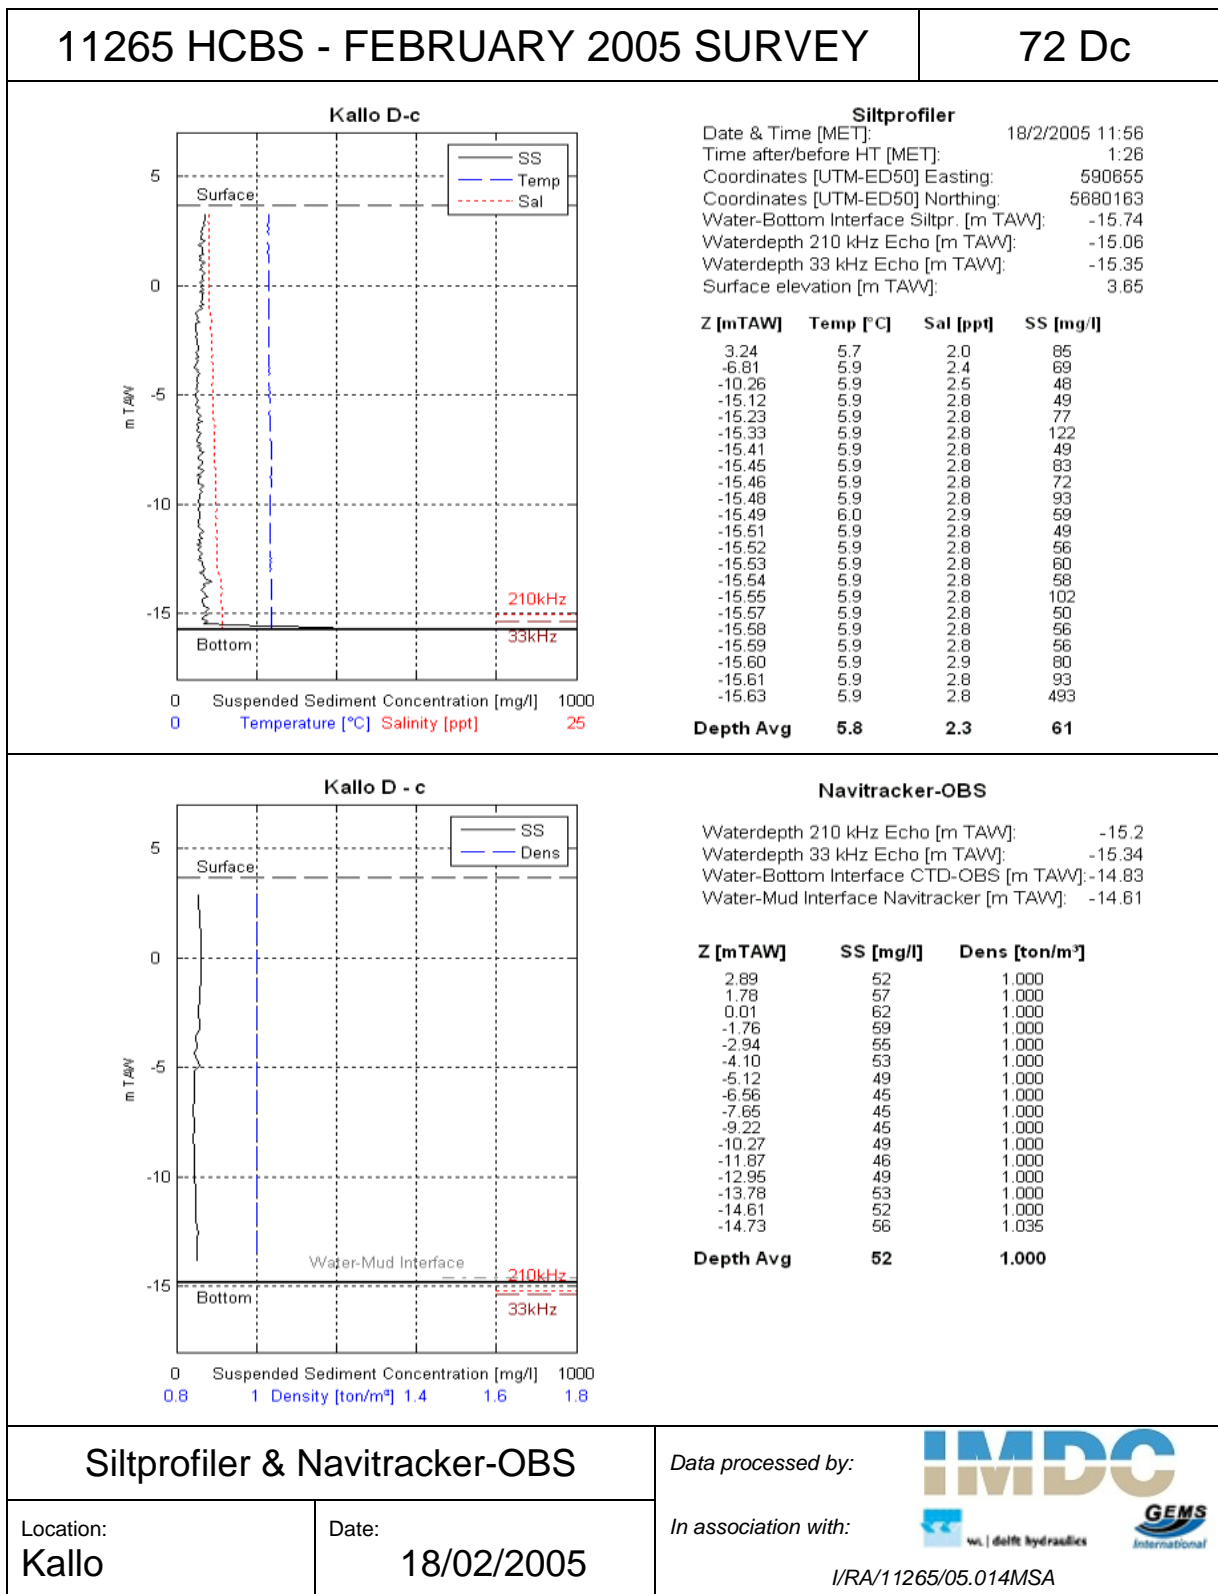 11265 HCBS - FEBRUARY 2005 SURVEY
72 Dc
Kallo D-c
SS
Temp
Sal
Surface
5
0
-5
-10
-15
m TAW
210kHz
33kHz
Bottom
0 Suspended Sediment Concentration [mg/l] 1000
0 Temperature [°C] Salinity [ppt] 25
Siltprofiler
Date & Time [MET]: 18/2/2005 11:56
Time after/before HT [MET]: 1:26
Coordinates [UTM-ED50] Easting: 590655
Coordinates [UTM-ED50] Northing: 5680163
Water-Bottom Interface Siltpr. [m TAW]: -15.74
Waterdepth 210 kHz Echo [m TAW]: -15.06
Waterdepth 33 kHz Echo [m TAW]: -15.35
Surface elevation [m TAW]: 3.65
Z [mTAW] Temp [°C] Sal [ppt] SS [mg/l]
3.24 5.7 2.0 85
-6.81 5.9 2.4 69
-10.26 5.9 2.5 48
-15.12 5.9 2.8 49
-15.23 5.9 2.8 77
-15.33 5.9 2.8 122
-15.41 5.9 2.8 49
-15.45 5.9 2.8 83
-15.46 5.9 2.8 72
-15.48 5.9 2.8 93
-15.49 6.0 2.9 59
-15.51 5.9 2.8 49
-15.52 5.9 2.8 56
-15.53 5.9 2.8 60
-15.54 5.9 2.8 58
-15.55 5.9 2.8 102
-15.57 5.9 2.8 50
-15.58 5.9 2.8 56
-15.59 5.9 2.8 56
-15.60 5.9 2.9 80
-15.61 5.9 2.8 93
-15.63 5.9 2.8 493
Depth Avg 5.8 2.3 61
Kallo D - c
SS
Dens
Surface
5
0
-5
-10
-15
m TAW
Water-Mud Interface
210kHz
33kHz
Bottom
0 Suspended Sediment Concentration [mg/l] 1000
0.8 1 Density [ton/m³] 1.4 1.6 1.8
Navitracker-OBS
Waterdepth 210 kHz Echo [m TAW]: -15.2
Waterdepth 33 kHz Echo [m TAW]: -15.34
Water-Bottom Interface CTD-OBS [m TAW]: -14.83
Water-Mud Interface Navitracker [m TAW]: -14.61
Z [mTAW] SS [mg/l] Dens [ton/m³]
2.89 52 1.000
1.78 57 1.000
0.01 62 1.000
-1.76 59 1.000
-2.94 55 1.000
-4.10 53 1.000
-5.12 49 1.000
-6.56 45 1.000
-7.65 45 1.000
-9.22 45 1.000
-10.27 49 1.000
-11.87 46 1.000
-12.95 49 1.000
-13.78 53 1.000
-14.61 52 1.000
-14.73 56 1.035
Depth Avg 52 1.000
Siltprofiler & Navitracker-OBS
Location:
Kallo
Date:
18/02/2005
Data processed by:
IMDC
In association with:
wL | delft hydraulics
GEMS
International
I/RA/11265/05.014MSA